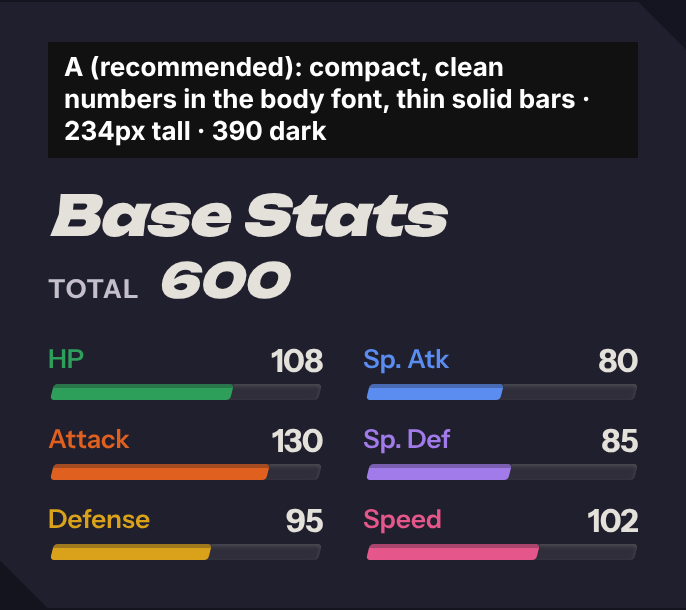 A (recommended): compact, clean
numbers in the body font, thin solid bars ·
234px tall · 390 dark
Base Stats
TOTAL 600
HP 108
Sp. Atk 80
Attack 130
Sp. Def 85
Defense 95
Speed 102